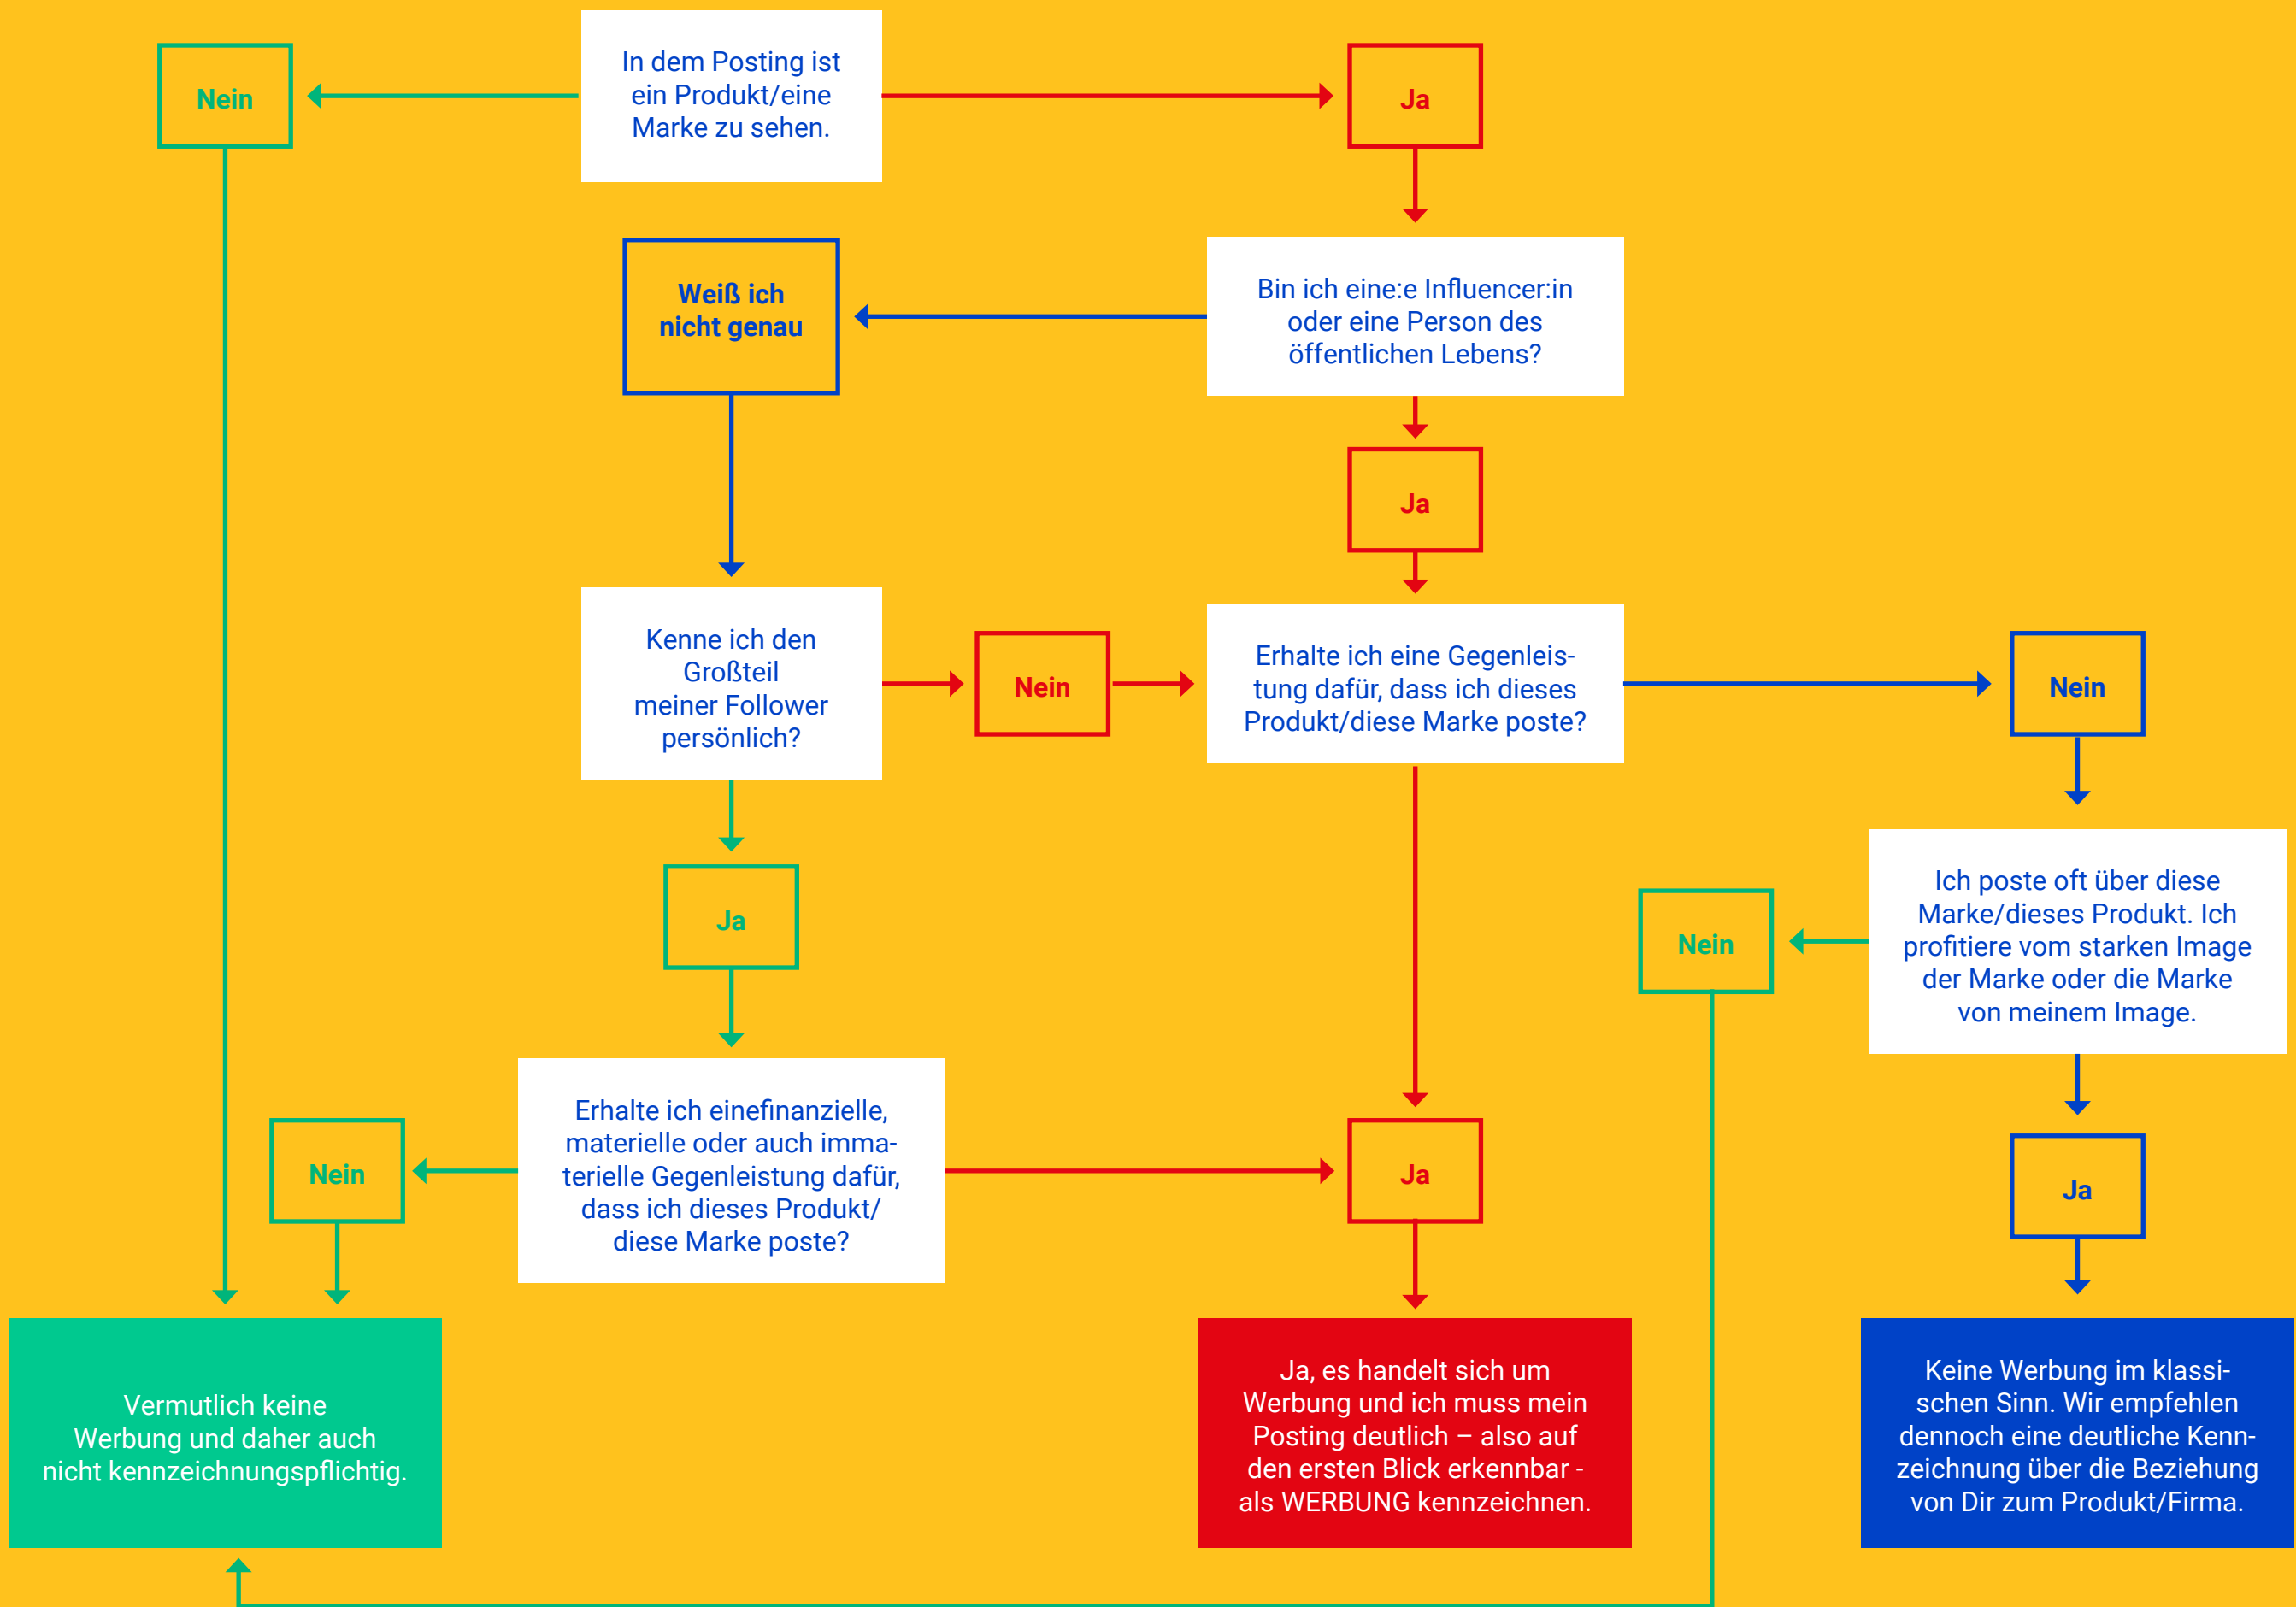 In dem Posting ist
ein Produkt/eine
Marke zu sehen.
Nein
Ja
Weiß ich
nicht genau
Bin ich eine:e Influencer:in
oder eine Person des
öffentlichen Lebens?
Ja
Kenne ich den
Großteil
meiner Follower
persönlich?
Nein
Erhalte ich eine Gegenleis-
tung dafür, dass ich dieses
Produkt/diese Marke poste?
Nein
Ja
Nein
Ich poste oft über diese
Marke/dieses Produkt. Ich
profitiere vom starken Image
der Marke oder die Marke
von meinem Image.
Nein
Erhalte ich einefinanzielle,
materielle oder auch imma-
terielle Gegenleistung dafür,
dass ich dieses Produkt/
diese Marke poste?
Ja
Ja
Vermutlich keine
Werbung und daher auch
nicht kennzeichnungspflichtig.
Ja, es handelt sich um
Werbung und ich muss mein
Posting deutlich – also auf
den ersten Blick erkennbar -
als WERBUNG kennzeichnen.
Keine Werbung im klassi-
schen Sinn. Wir empfehlen
dennoch eine deutliche Kenn-
zeichnung über die Beziehung
von Dir zum Produkt/Firma.